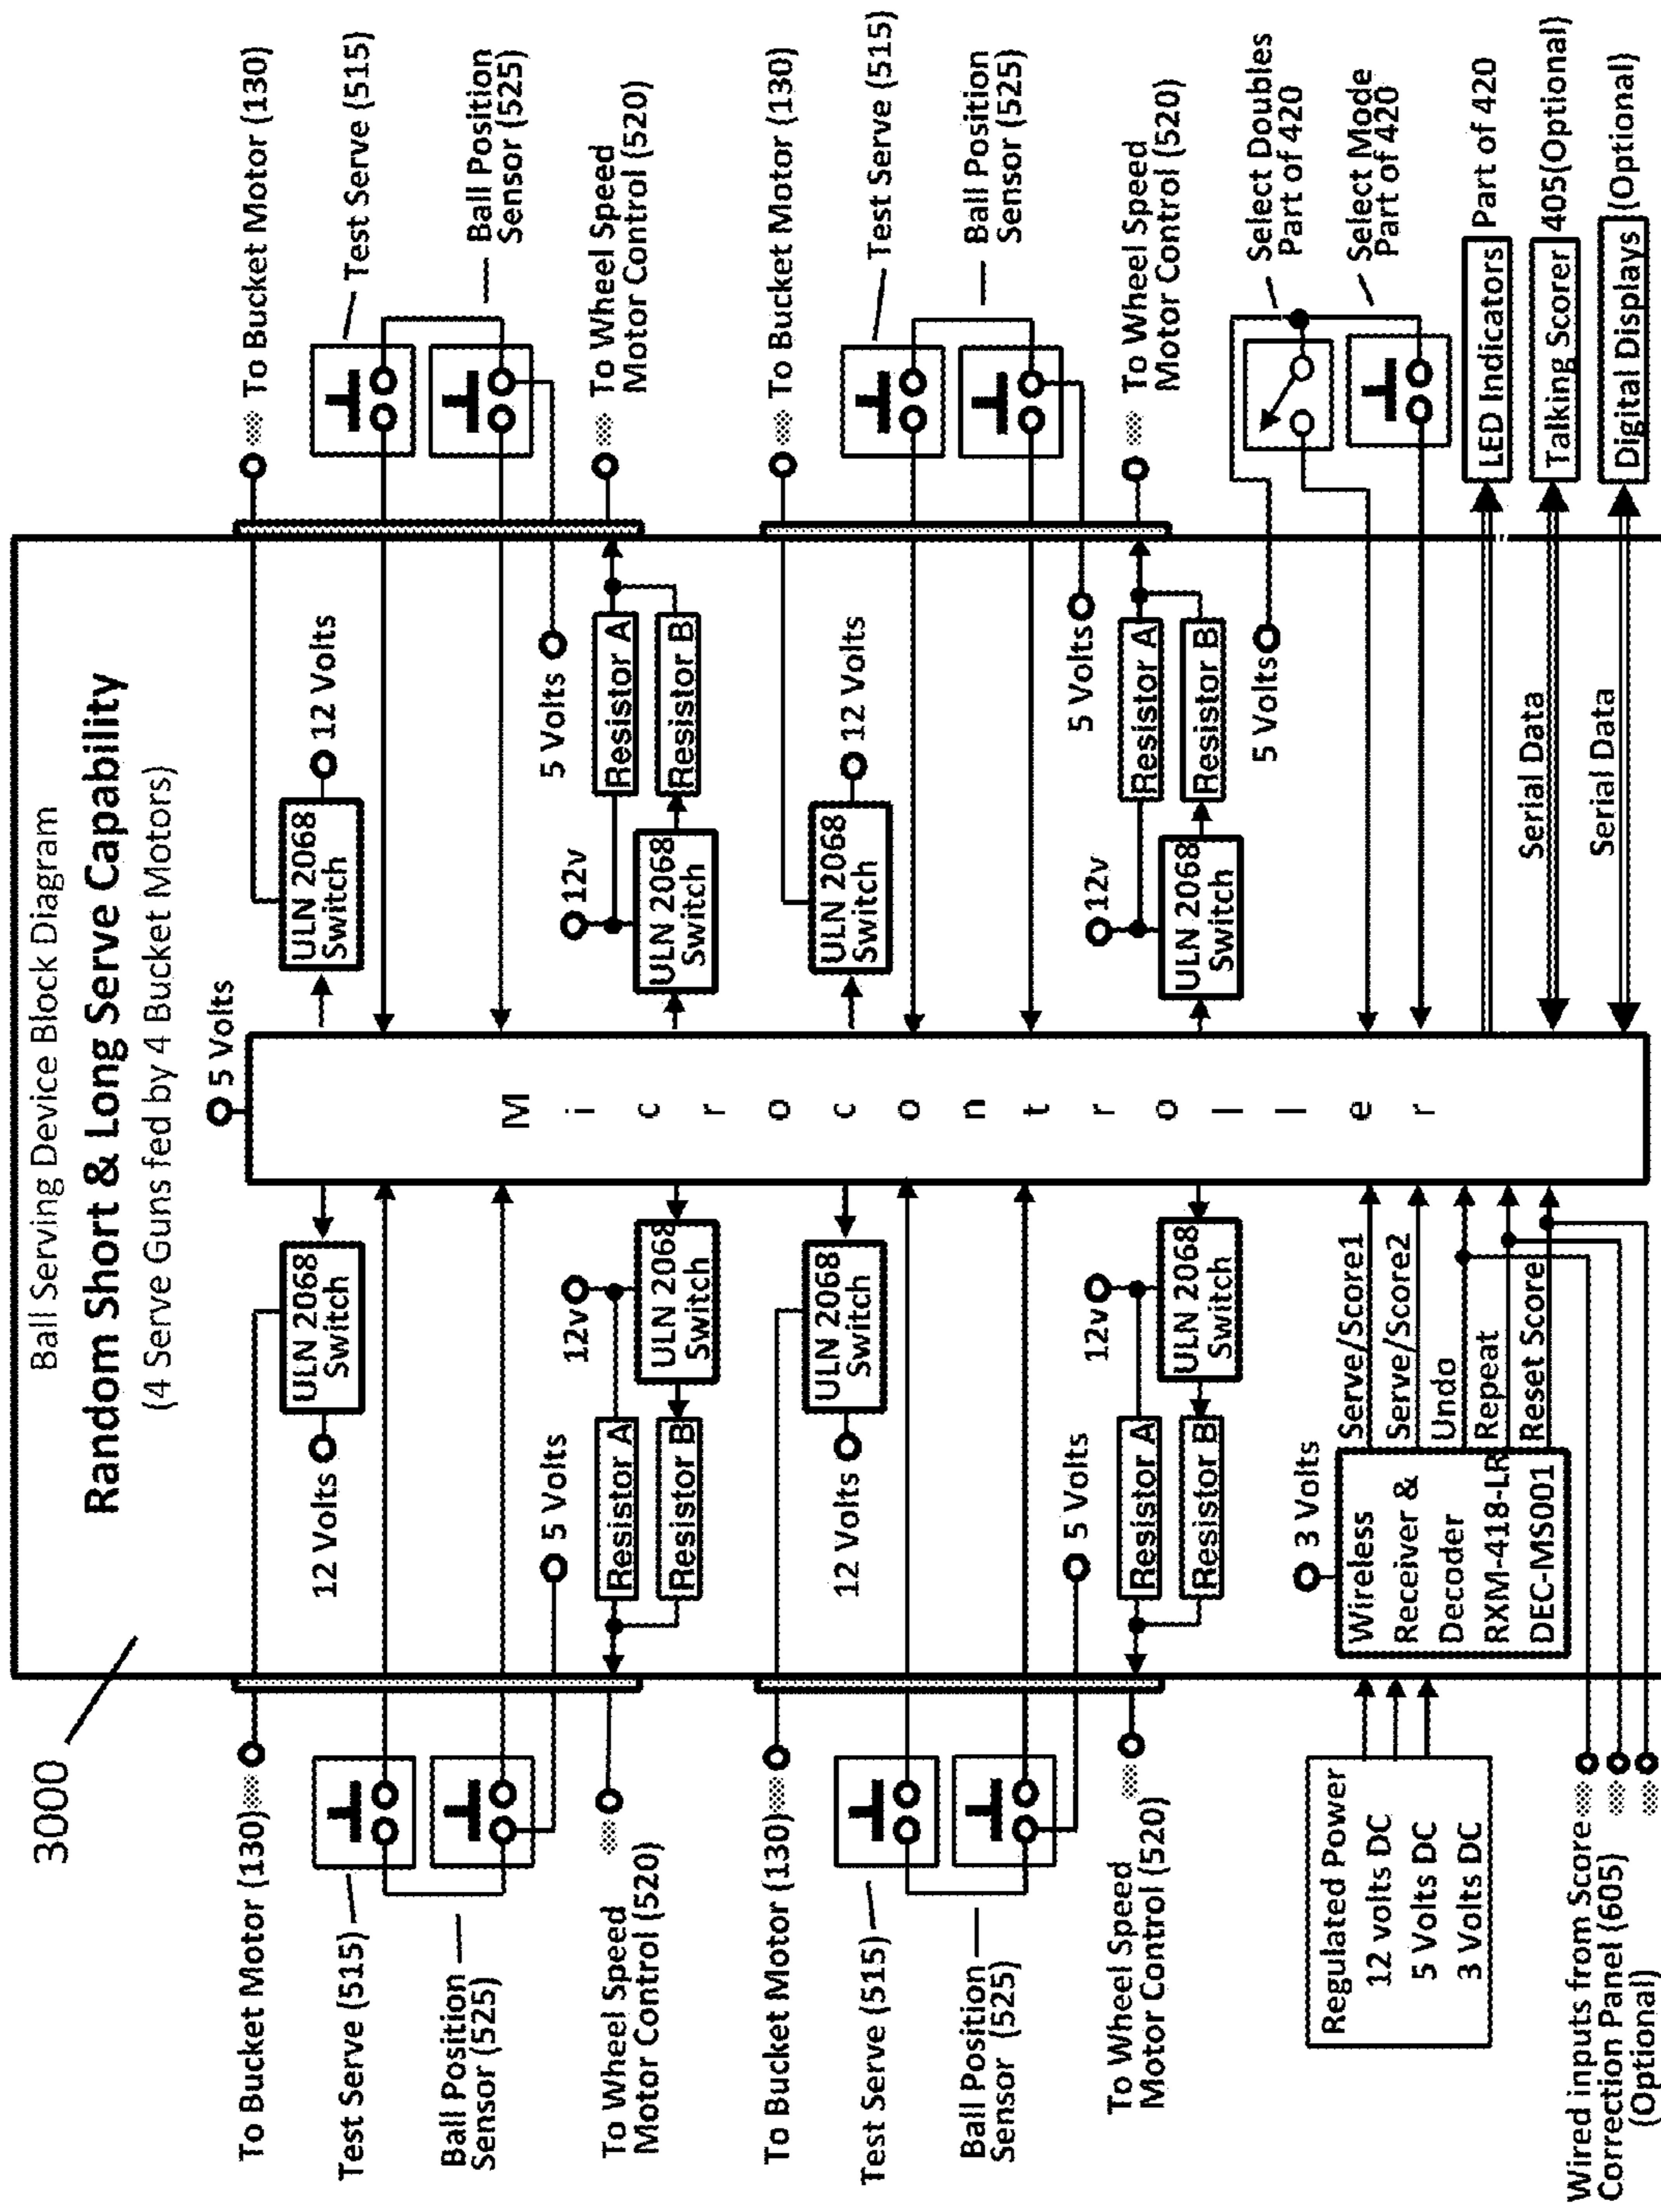 3000
Ball Serving Device Block Diagram
Random Short & Long Serve Capability
(4 Serve Guns fed by 4 Bucket Motors)
5 Volts
Microcontroller
To Bucket Motor (130)
Test Serve (515)
Ball Position
Sensor (525)
To Wheel Speed
Motor Control (520)
ULN 2068
Switch
12 Volts
5 Volts
12v
Resistor A
Resistor B
ULN 2068
Switch
To Bucket Motor (130)
Test Serve (515)
Ball Position
Sensor (525)
To Wheel Speed
Motor Control (520)
ULN 2068
Switch
12 Volts
5 Volts
12v
Resistor A
Resistor B
ULN 2068
Switch
Regulated Power
12 volts DC
5 Volts DC
3 Volts DC
3 Volts
Wireless
Receiver &
Decoder
RXM-418-LR
DEC-MS001
Serve/Score1
Serve/Score2
Undo
Repeat
Reset Score
Wired inputs from Score
Correction Panel (605)
(Optional)
ULN 2068
Switch
12 Volts
To Bucket Motor (130)
Test Serve (515)
Ball Position
Sensor (525)
5 Volts
12v
Resistor A
Resistor B
ULN 2068
Switch
To Wheel Speed
Motor Control (520)
ULN 2068
Switch
12 Volts
To Bucket Motor (130)
Test Serve (515)
Ball Position
Sensor (525)
5 Volts
12v
Resistor A
Resistor B
ULN 2068
Switch
To Wheel Speed
Motor Control (520)
5 Volts
Select Doubles
Part of 420
Select Mode
Part of 420
LED Indicators
Part of 420
Serial Data
Talking Scorer
405(Optional)
Serial Data
Digital Displays
(Optional)